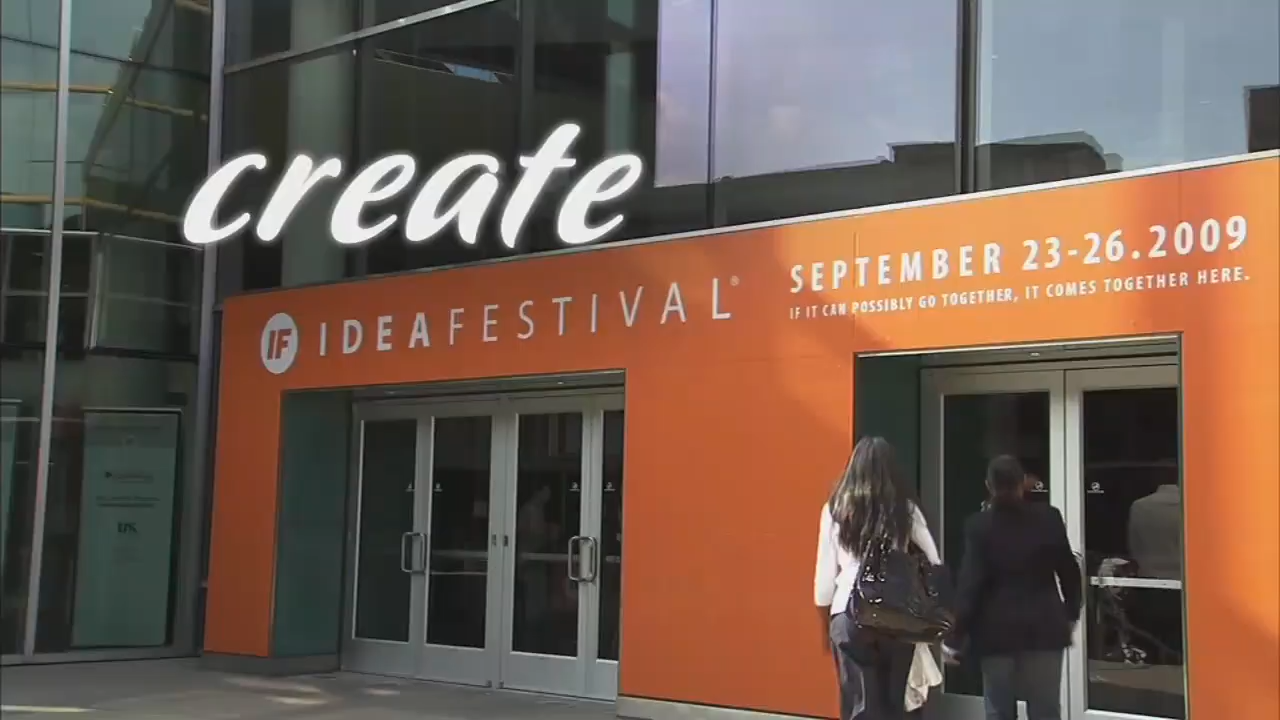 create
IF IDEAFESTIVAL®
SEPTEMBER 23-26.2009
IF IT CAN POSSIBLY GO TOGETHER, IT COMES TOGETHER HERE.